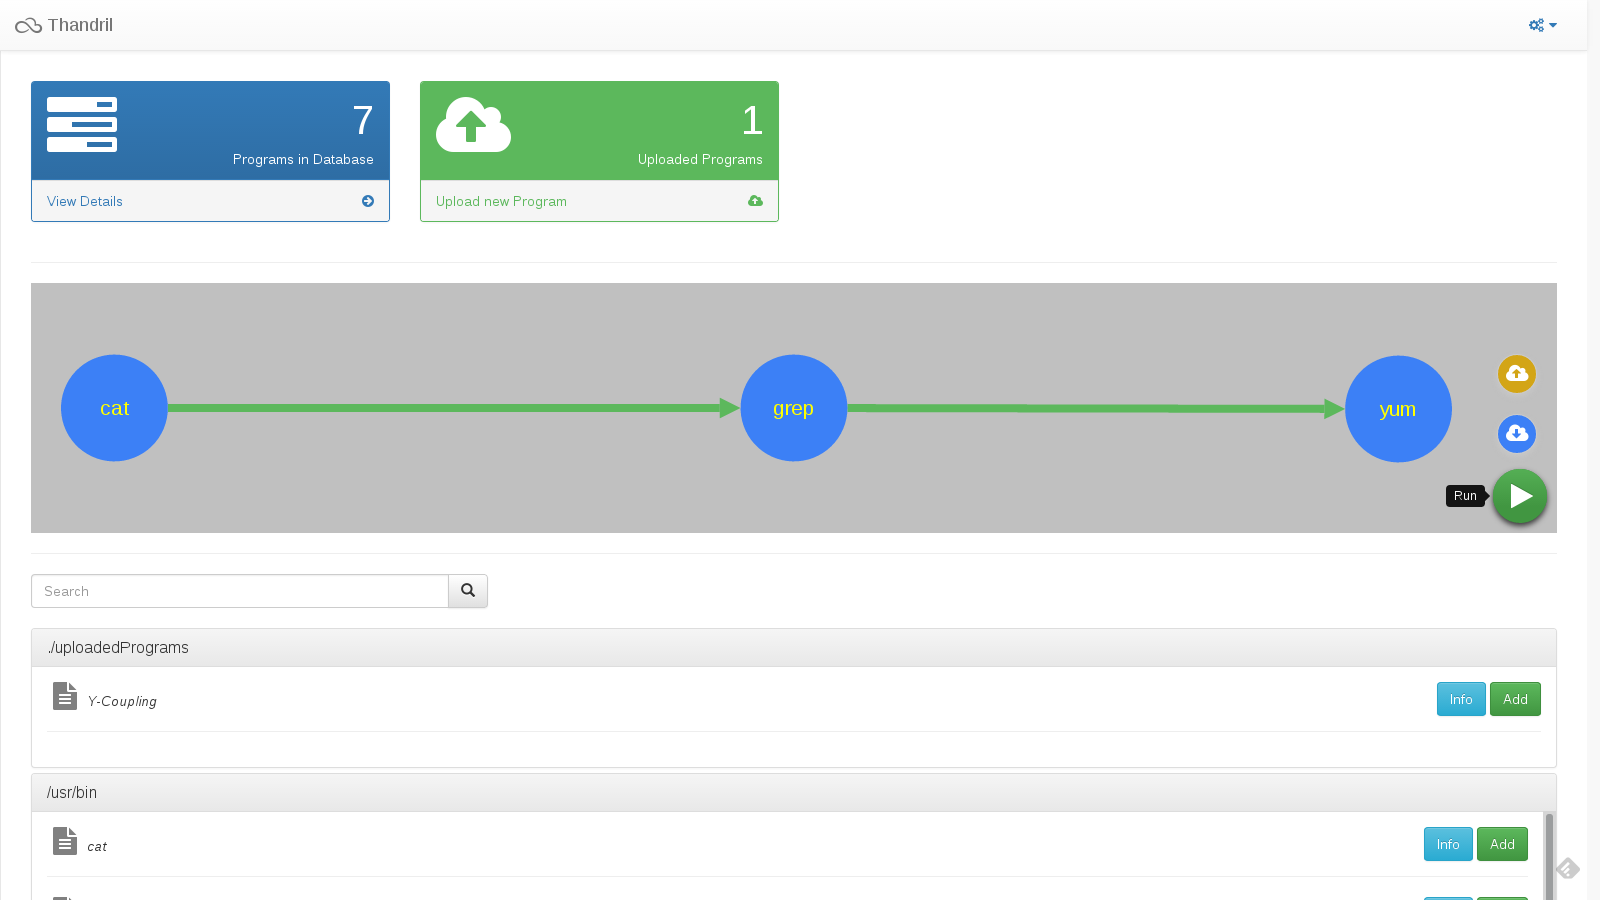 Thandril
7
Programs in Database
View Details
1
Uploaded Programs
Upload new Program
cat
grep
yum
Run
Search
./uploadedPrograms
Y-Coupling
Info Add
/usr/bin
cat
Info Add